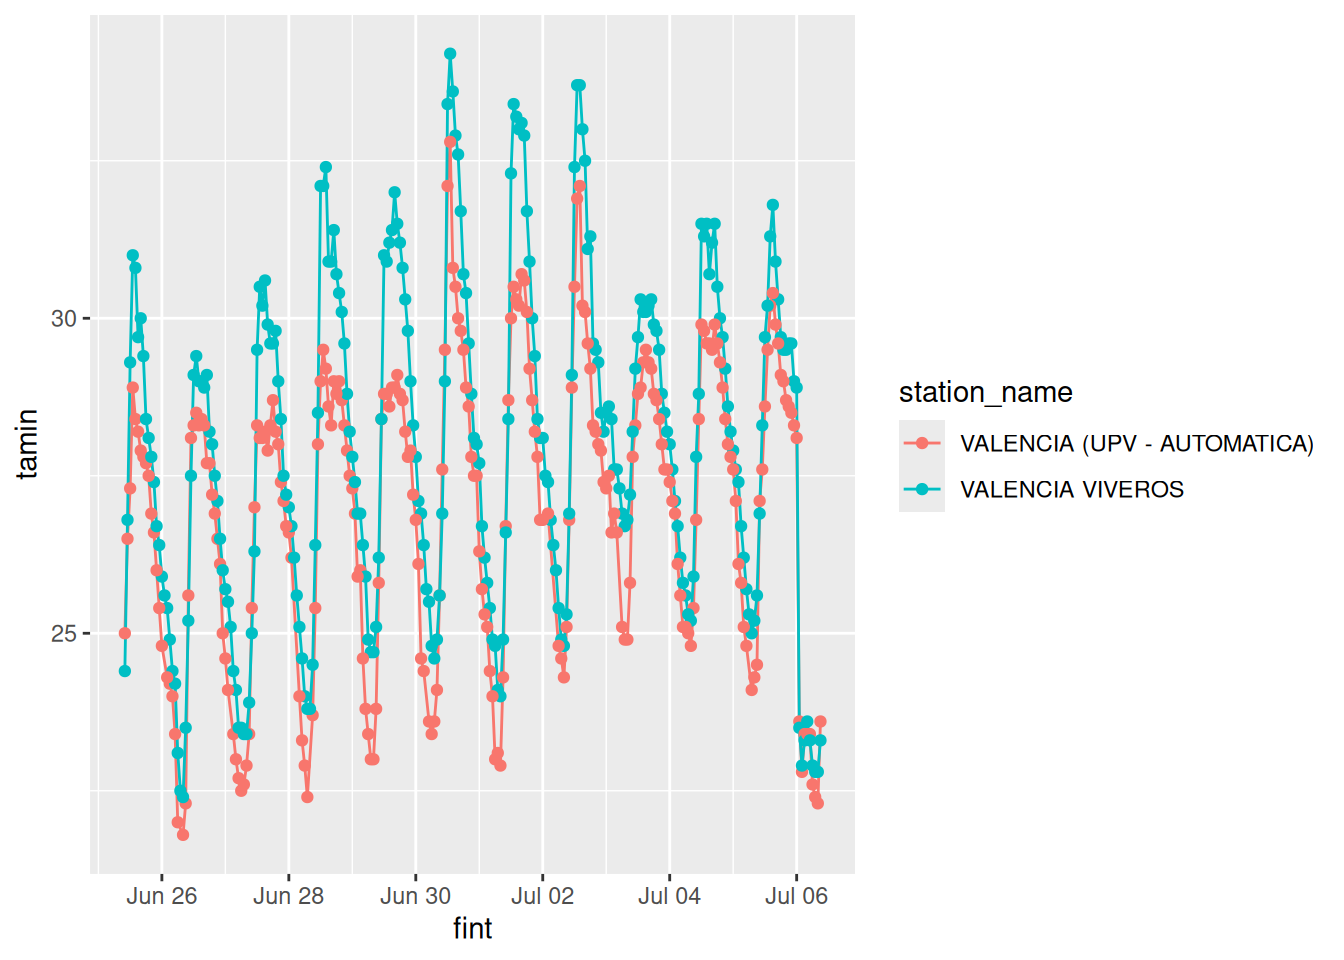 30
25
tamin
Jun 26 Jun 28 Jun 30 Jul 02 Jul 04 Jul 06
fint
station_name
VALENCIA (UPV - AUTOMATICA)
VALENCIA VIVEROS